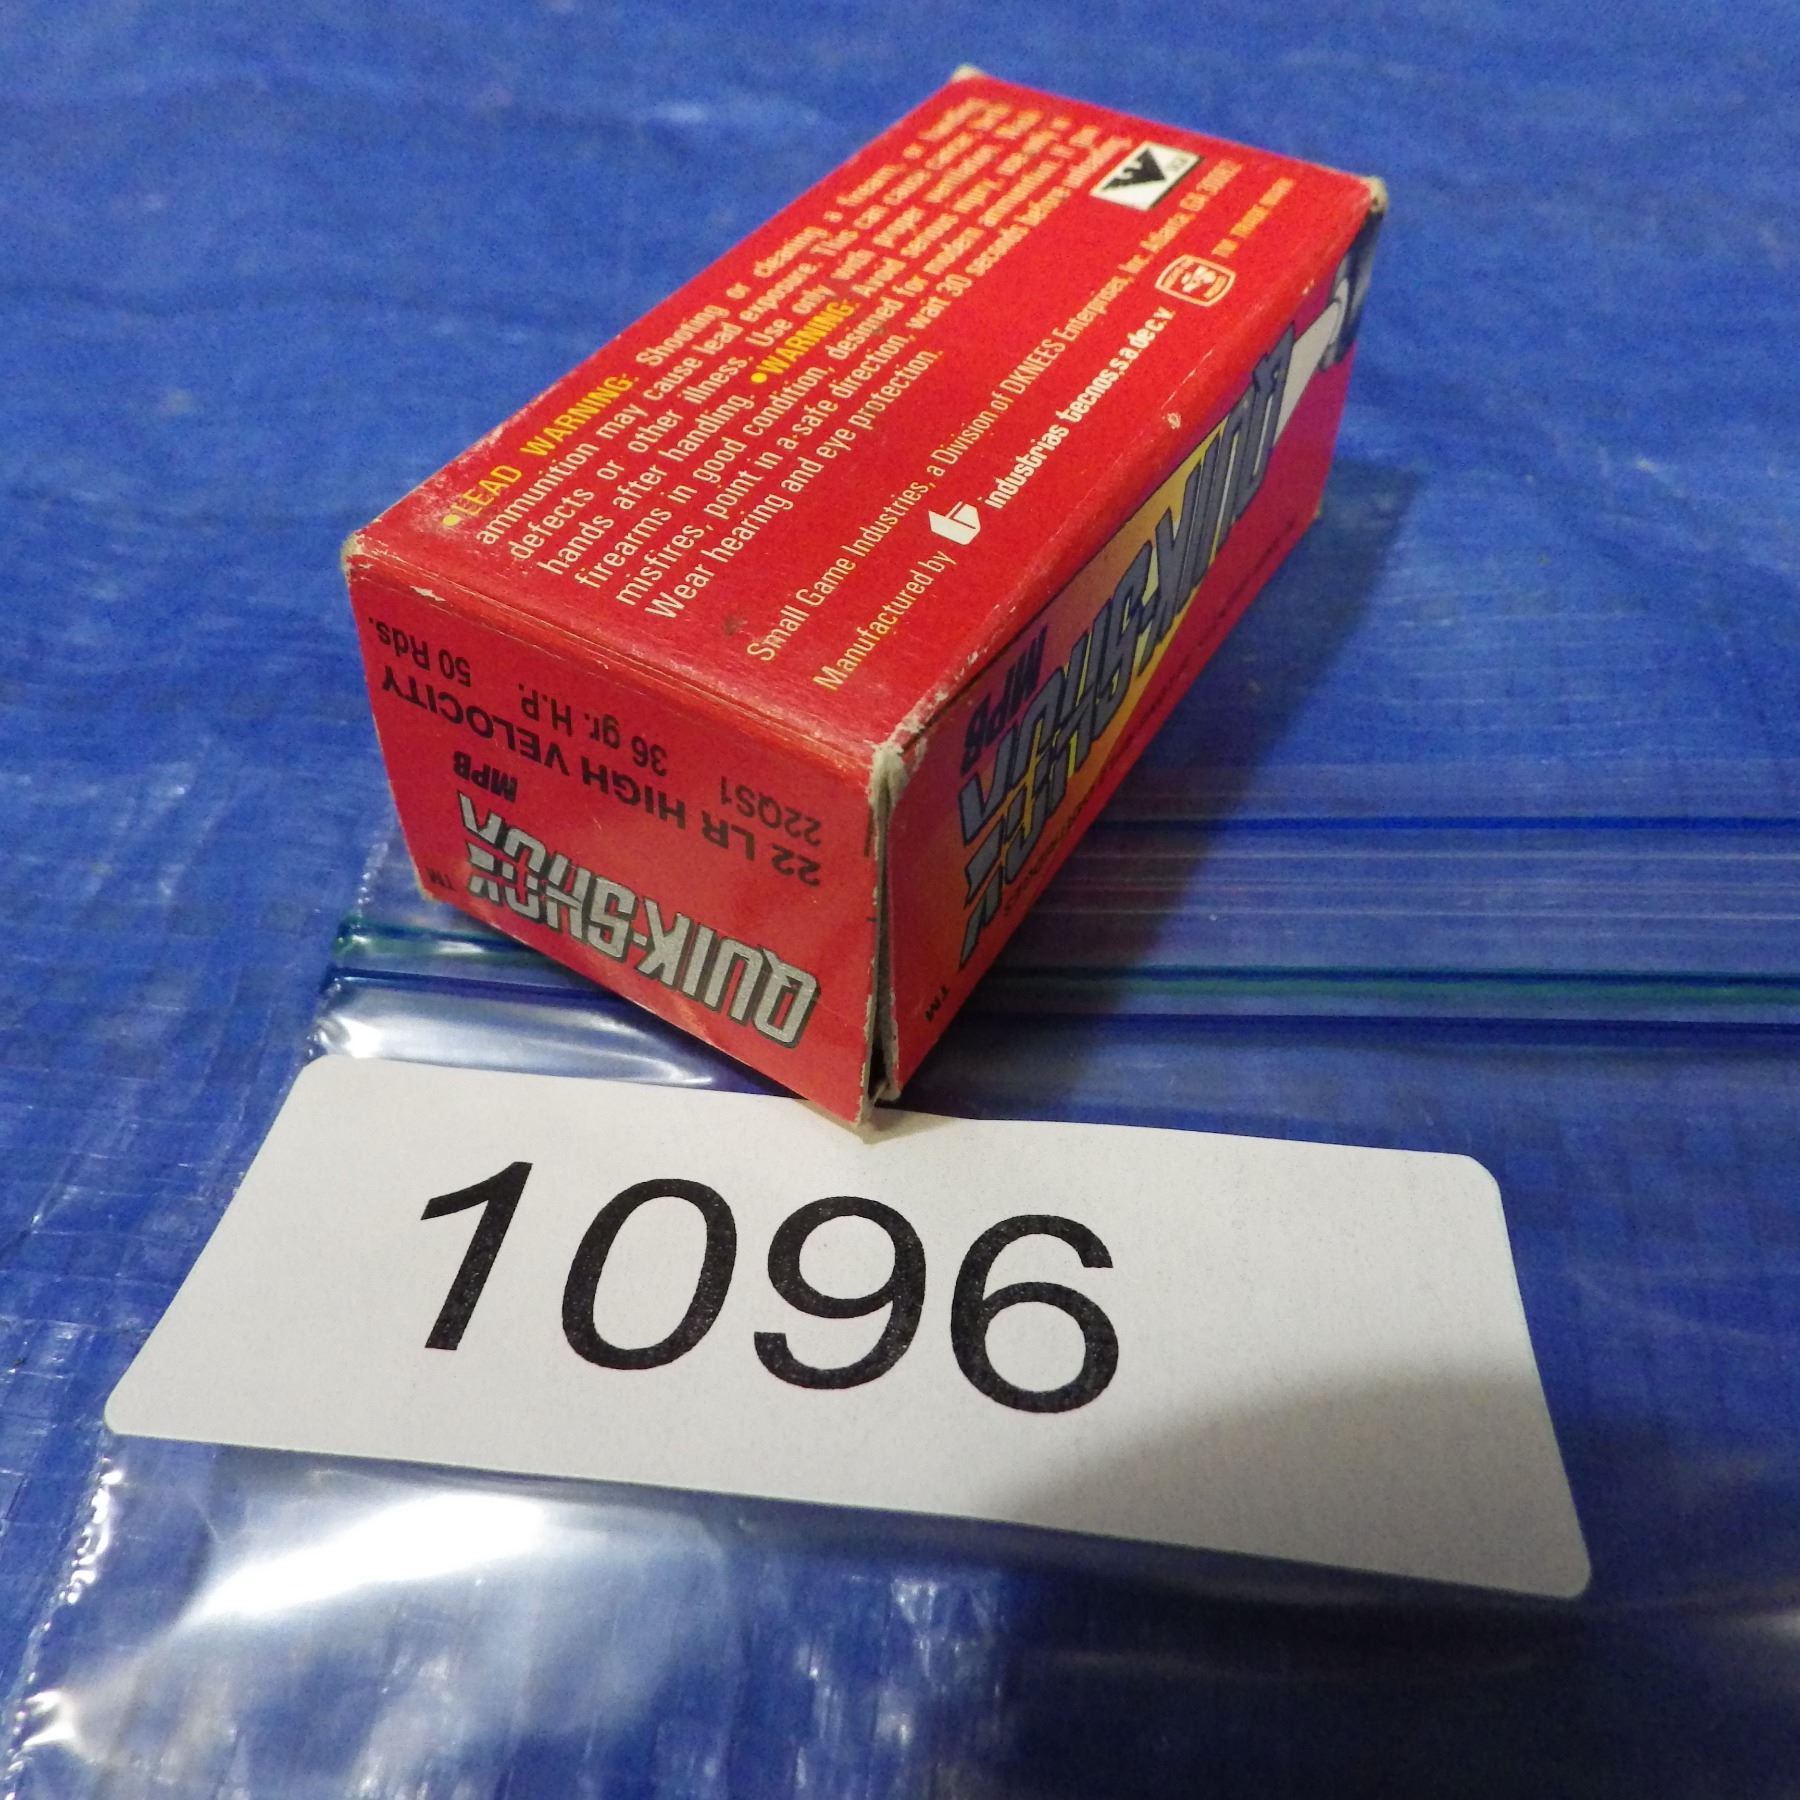 •LEAD WARNING: Shooting or cleaning a firearm, or handling
ammunition may cause lead exposure. This can cause cancer, birth
defects or other illness. Use only with proper ventilation. Wash
hands after handling. •WARNING: Avoid serious injury, use only in
firearms in good condition, designed for modern ammunition. If gun
misfires, point in a safe direction, wait 30 seconds before unloading.
Wear hearing and eye protection.
Small Game Industries, a Division of DKNEES Enterprises, Inc. Atlanta, GA
Manufactured by industrias tecnos,s.a.de c.v.
QUIK-SHOK
MPB
TM
QUIK-SHOK
TM
MPB
22 LR HIGH VELOCITY
22QS1 36 gr. H.P. 50 Rds.
1096